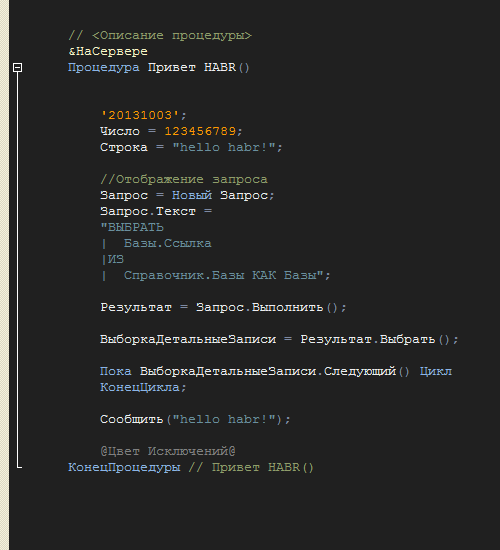 // <Описание процедуры>
&НаСервере
Процедура Привет HABR()
'20131003';
Число = 123456789;
Строка = "hello habr!";
//Отображение запроса
Запрос = Новый Запрос;
Запрос.Текст =
"ВЫБРАТЬ
|  Базы.Ссылка
|ИЗ
|  Справочник.Базы КАК Базы";
Результат = Запрос.Выполнить();
ВыборкаДетальныеЗаписи = Результат.Выбрать();
Пока ВыборкаДетальныеЗаписи.Следующий() Цикл
КонецЦикла;
Сообщить("hello habr!");
@Цвет Исключений@
КонецПроцедуры // Привет HABR()